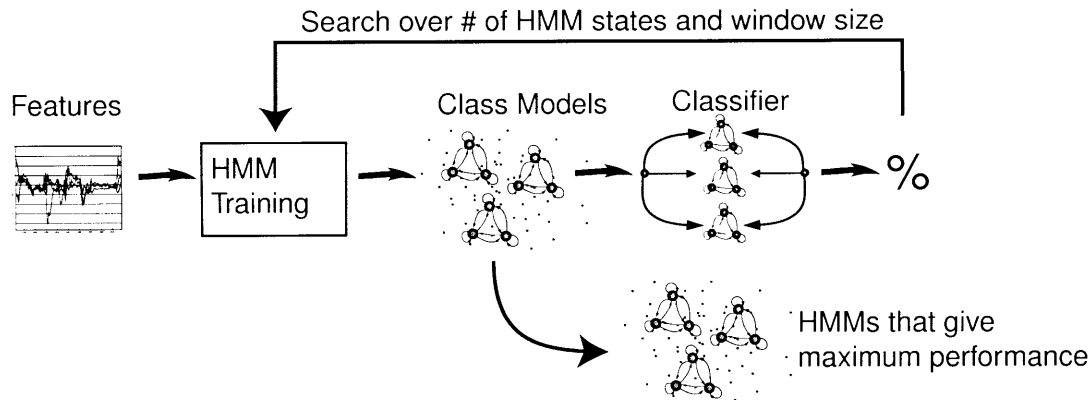 Search over # of HMM states and window size
Features
Class Models
Classifier
HMM
Training
%
HMMs that give
maximum performance